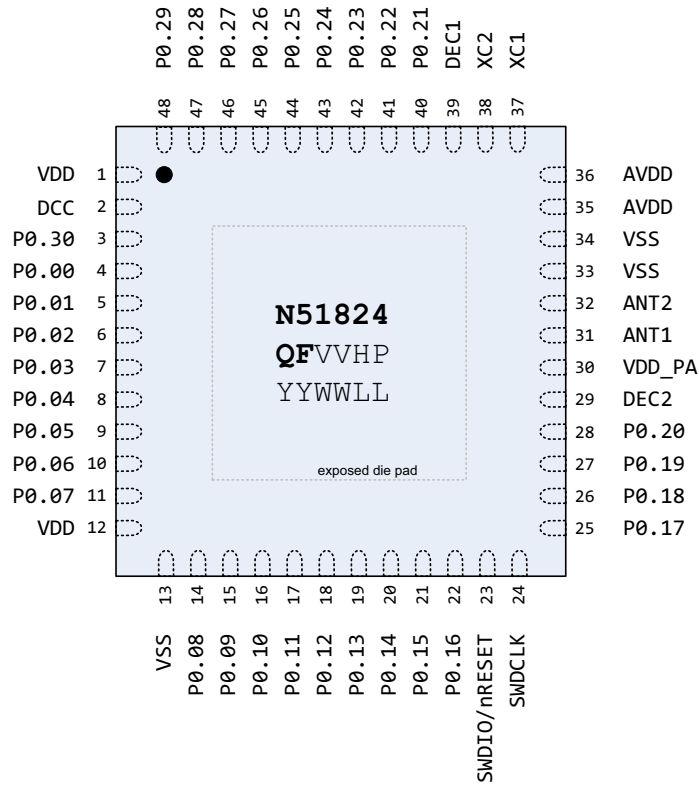 P0.29 P0.28 P0.27 P0.26 P0.25 P0.24 P0.23 P0.22 P0.21 DEC1 XC2 XC1
48 47 46 45 44 43 42 41 40 39 38 37
VDD 1 36 AVDD
DCC 2 35 AVDD
P0.30 3 34 VSS
P0.00 4 33 VSS
P0.01 5 32 ANT2
P0.02 6 31 ANT1
P0.03 7 30 VDD_PA
P0.04 8 29 DEC2
P0.05 9 28 P0.20
P0.06 10 27 P0.19
P0.07 11 26 P0.18
VDD 12 25 P0.17
N51824
QFVVHP
YYWWLL
exposed die pad
13 14 15 16 17 18 19 20 21 22 23 24
VSS P0.08 P0.09 P0.10 P0.11 P0.12 P0.13 P0.14 P0.15 P0.16 SWDIO/nRESET SWDCLK